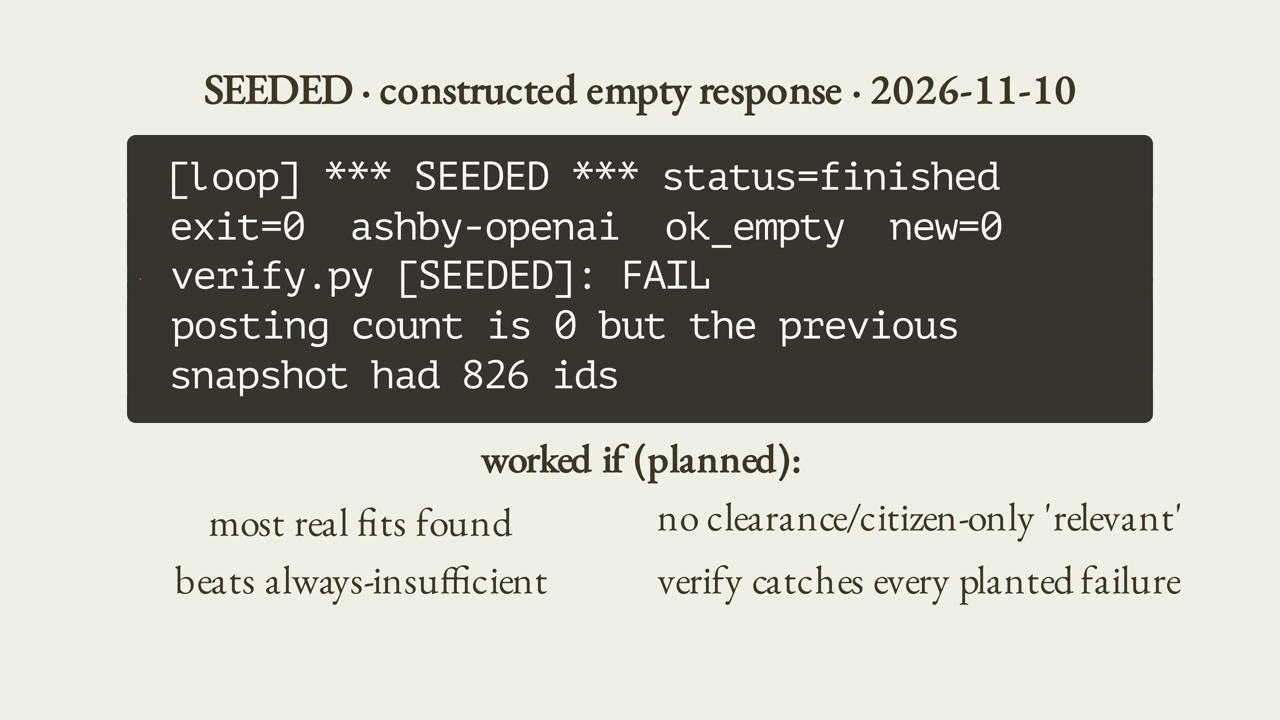 SEEDED · constructed empty response · 2026-11-10
[loop] *** SEEDED *** status=finished
exit=0  ashby-openai  ok_empty  new=0
verify.py [SEEDED]: FAIL
posting count is 0 but the previous
snapshot had 826 ids
worked if (planned):
most real fits found
no clearance/citizen-only 'relevant'
beats always-insufficient
verify catches every planted failure